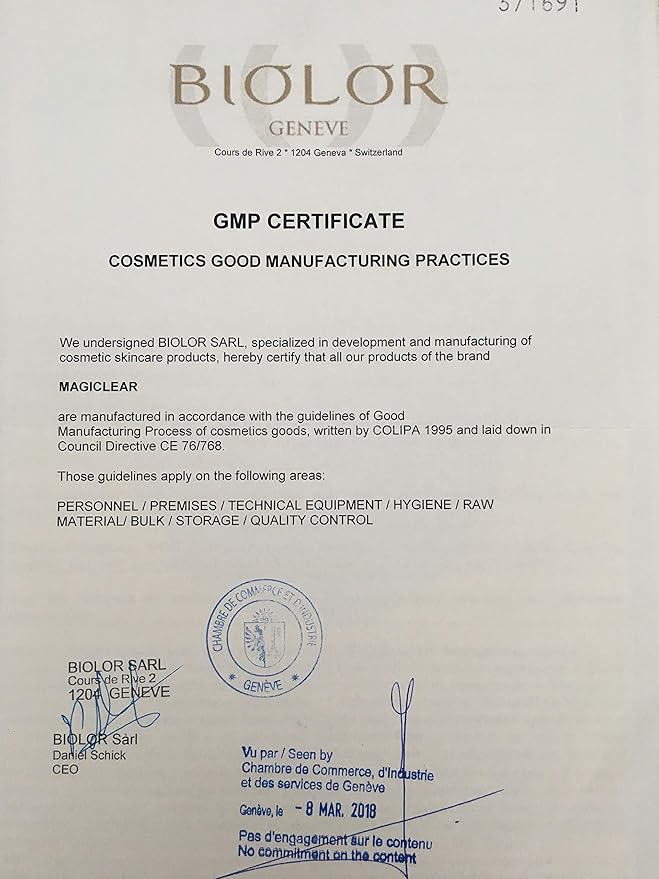 371691
BIOLOR
GENEVE
Cours de Rive 2 * 1204 Geneva * Switzerland
GMP CERTIFICATE
COSMETICS GOOD MANUFACTURING PRACTICES
We undersigned BIOLOR SARL, specialized in development and manufacturing of
cosmetic skincare products, hereby certify that all our products of the brand
MAGICLEAR
are manufactured in accordance with the guidelines of Good
Manufacturing Process of cosmetics goods, written by COLIPA 1995 and laid down in
Council Directive CE 76/768.
Those guidelines apply on the following areas:
PERSONNEL / PREMISES / TECHNICAL EQUIPMENT / HYGIENE / RAW
MATERIAL/ BULK / STORAGE / QUALITY CONTROL
CHAMBRE DE COMMERCE ET D'INDUSTRIE
* GENÈVE *
BIOLOR SARL
Cours de Rive 2
1204 GENEVE
BIOLOR Sàrl
Daniel Schick
CEO
Vu par / Seen by
Chambre de Commerce, d'Industrie
et des services de Genève
Genève, le - 8 MAR. 2018
Pas d'engagement sur le contenu
No commitment on the content